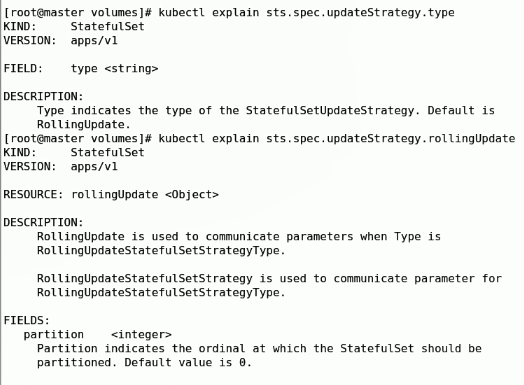 [root@master volumes]# kubectl explain sts.spec.updateStrategy.type
KIND:     StatefulSet
VERSION:  apps/v1
FIELD:    type <string>
DESCRIPTION:
     Type indicates the type of the StatefulSetUpdateStrategy. Default is
     RollingUpdate.
[root@master volumes]# kubectl explain sts.spec.updateStrategy.rollingUpdate
KIND:     StatefulSet
VERSION:  apps/v1
RESOURCE: rollingUpdate <Object>
DESCRIPTION:
     RollingUpdate is used to communicate parameters when Type is
     RollingUpdateStatefulSetStrategyType.
     RollingUpdateStatefulSetStrategy is used to communicate parameter for
     RollingUpdateStatefulSetStrategyType.
FIELDS:
   partition    <integer>
     Partition indicates the ordinal at which the StatefulSet should be
     partitioned. Default value is 0.